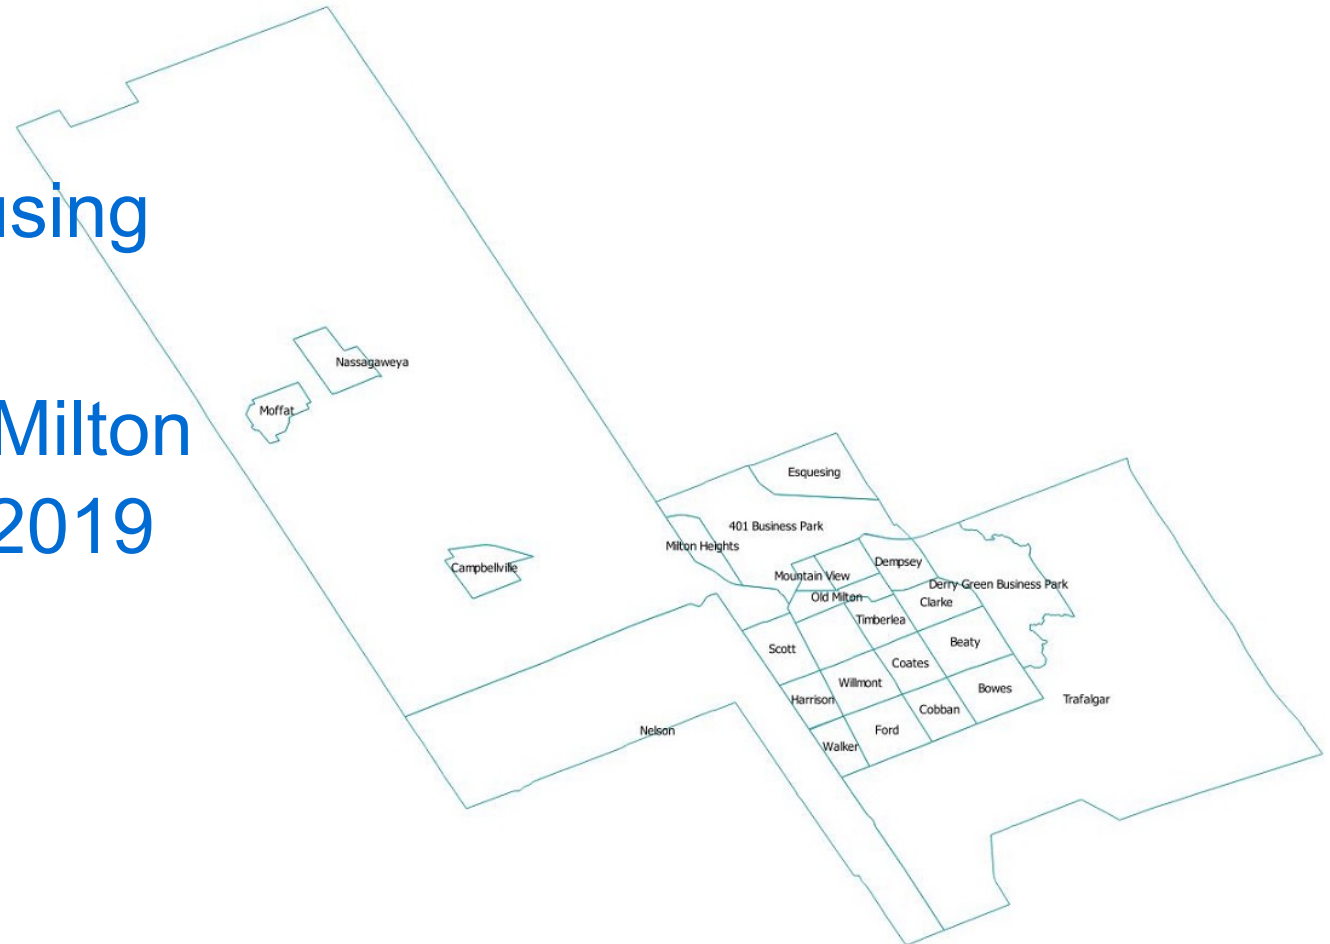 using
Milton
2019
Nassagaweya
Moffat
Campbellville
Esquesing
401 Business Park
Milton Heights
Mountain View
Dempsey
Derry Green Business Park
Old Milton
Clarke
Timberlea
Scott
Beaty
Coates
Willmont
Bowes
Harrison
Cobban
Trafalgar
Nelson
Ford
Walker